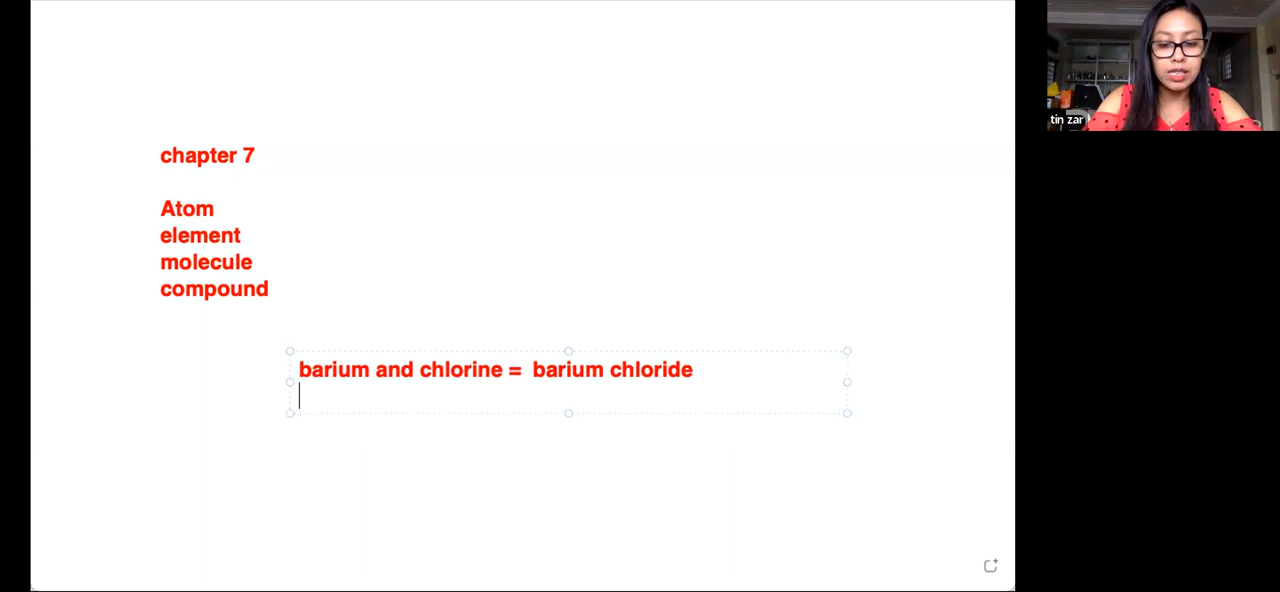 chapter 7
Atom
element
molecule
compound
barium and chlorine = barium chloride
tin zar